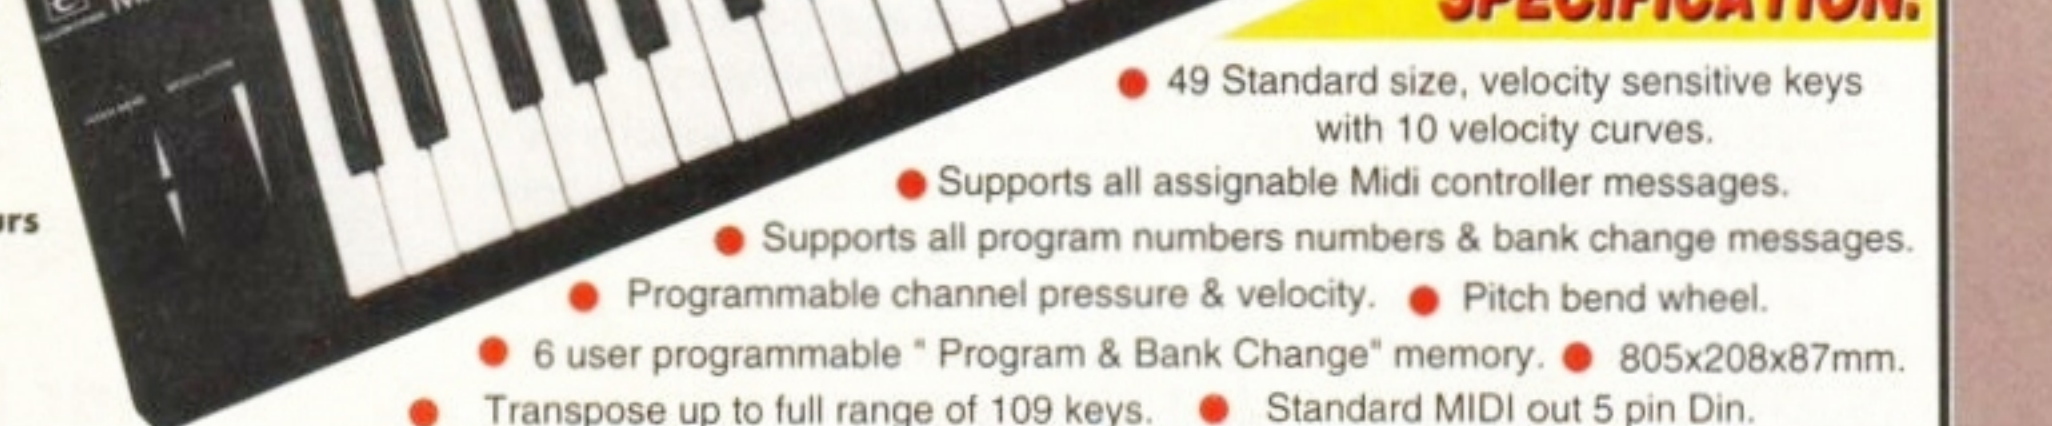 SPECIFICATION.
49 Standard size, velocity sensitive keys
with 10 velocity curves.
Supports all assignable Midi controller messages.
urs
Supports all program numbers numbers & bank change messages.
Programmable channel pressure & velocity. Pitch bend wheel.
6 user programmable " Program & Bank Change" memory. 805x208x87mm.
Transpose up to full range of 109 keys. Standard MIDI out 5 pin Din.